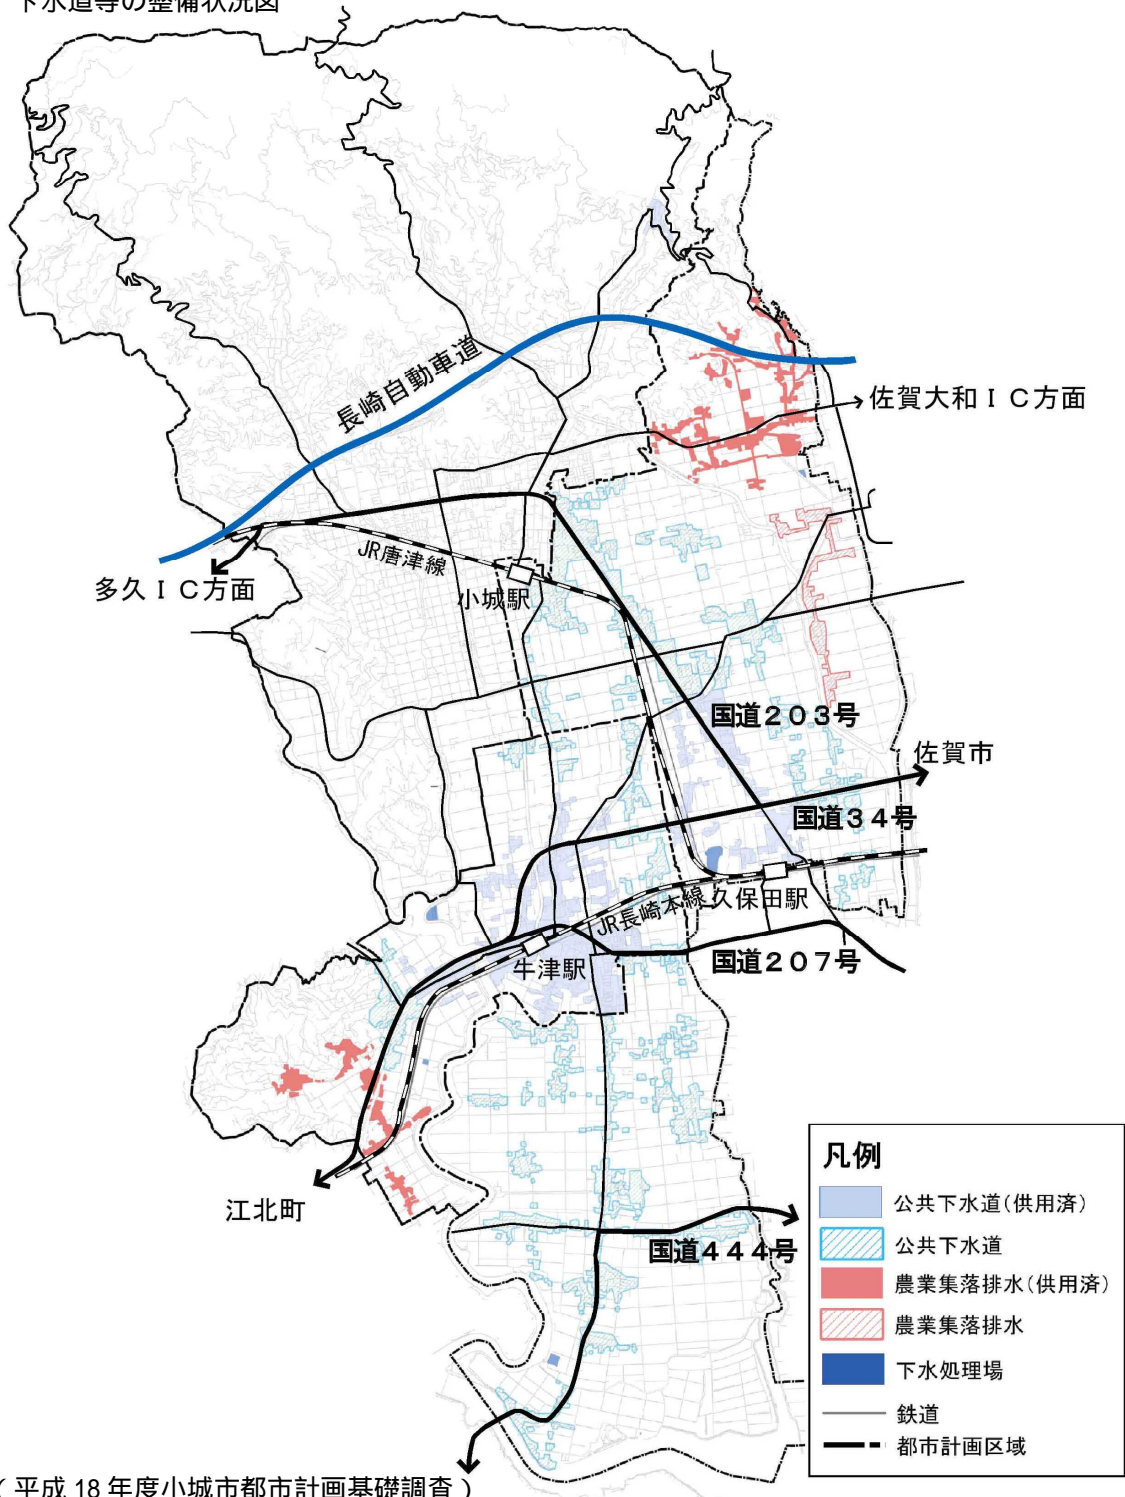 下水道等の整備状況図
長崎自動車道
佐賀大和ＩＣ方面
JR唐津線
多久ＩＣ方面
小城駅
国道２０３号
佐賀市
国道３４号
久保田駅
JR長崎本線
牛津駅
国道２０７号
江北町
国道４４４号
凡例
公共下水道(供用済)
公共下水道
農業集落排水(供用済)
農業集落排水
下水処理場
鉄道
都市計画区域
(平成 18 年度小城市都市計画基礎調査)